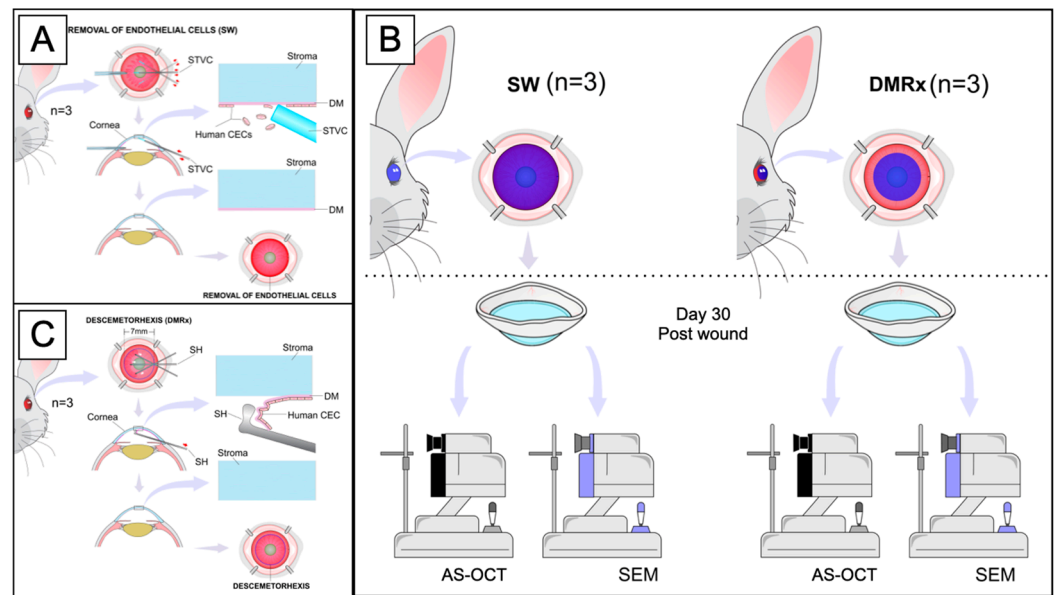 A
REMOVAL OF ENDOTHELIAL CELLS (SW)
STVC
n=3
Stroma
DM
Human CECs
STVC
Cornea
STVC
Stroma
DM
REMOVAL OF ENDOTHELIAL CELLS
B
SW (n=3)
DMRx (n=3)
Day 30
Post wound
AS-OCT
SEM
AS-OCT
SEM
C
DESCEMETORHEXIS (DMRx)
7mm
SH
n=3
Stroma
DM
SH
Human CEC
Cornea
SH
Stroma
DESCEMETORHEXIS